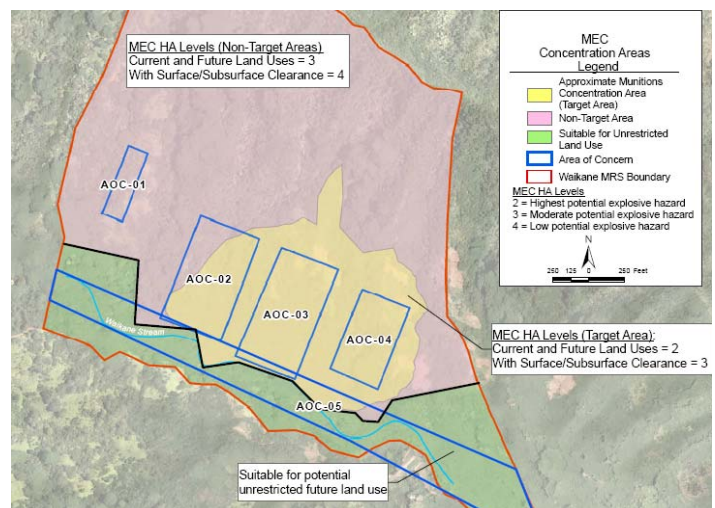 MEC HA Levels (Non-Target Areas)
Current and Future Land Uses = 3
With Surface/Subsurface Clearance = 4
MEC
Concentration Areas
Legend
Approximate Munitions
Concentration Area
(Target Area)
Non-Target Area
Suitable for Unrestricted
Land Use
Area of Concern
Waikane MRS Boundary
MEC HA Levels
2 = Highest potential explosive hazard
3 = Moderate potential explosive hazard
4 = Low potential explosive hazard
N
250 125 0 250 Feet
AOC-01
AOC-02
AOC-03
AOC-04
Waikane Stream
MEC HA Levels (Target Area):
Current and Future Land Uses = 2
With Surface/Subsurface Clearance = 3
AOC-05
Suitable for potential
unrestricted future land use